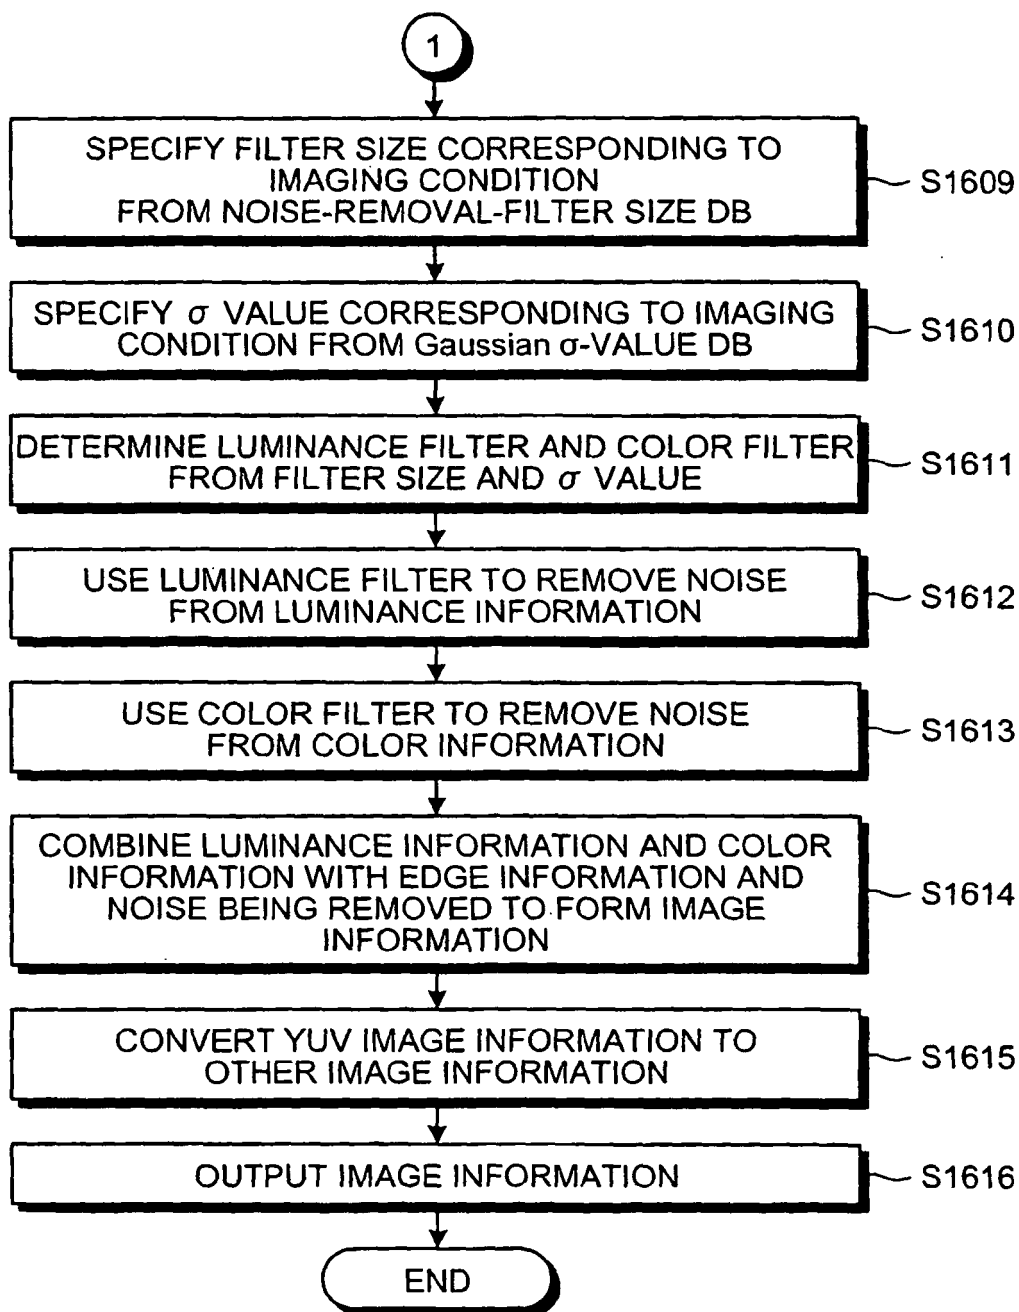 1
SPECIFY FILTER SIZE CORRESPONDING TO
IMAGING CONDITION
FROM NOISE-REMOVAL-FILTER SIZE DB
S1609
SPECIFY σ VALUE CORRESPONDING TO IMAGING
CONDITION FROM Gaussian σ-VALUE DB
S1610
DETERMINE LUMINANCE FILTER AND COLOR FILTER
FROM FILTER SIZE AND σ VALUE
S1611
USE LUMINANCE FILTER TO REMOVE NOISE
FROM LUMINANCE INFORMATION
S1612
USE COLOR FILTER TO REMOVE NOISE
FROM COLOR INFORMATION
S1613
COMBINE LUMINANCE INFORMATION AND COLOR
INFORMATION WITH EDGE INFORMATION AND
NOISE BEING REMOVED TO FORM IMAGE
INFORMATION
S1614
CONVERT YUV IMAGE INFORMATION TO
OTHER IMAGE INFORMATION
S1615
OUTPUT IMAGE INFORMATION
S1616
END